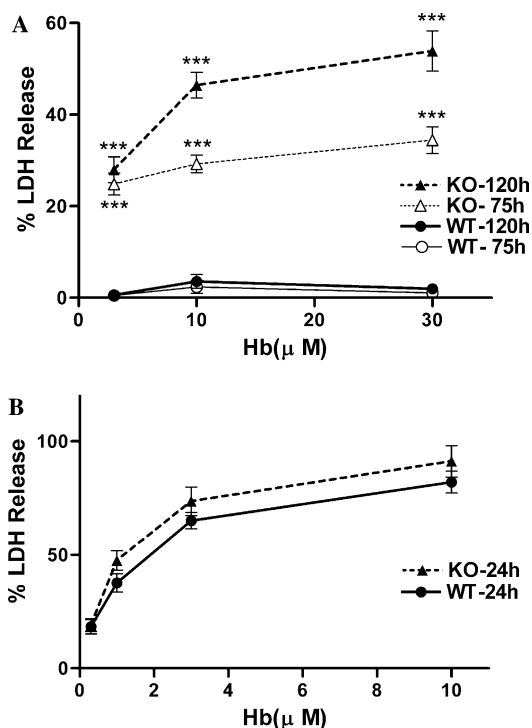 A
% LDH Release
60
40
20
0
***
***
***
***
***
***
KO-120h
KO- 75h
WT-120h
WT- 75h
0
10
20
30
Hb(μ M)
B
% LDH Release
100
50
0
KO-24h
WT-24h
0
2
4
6
8
10
Hb(μ M)